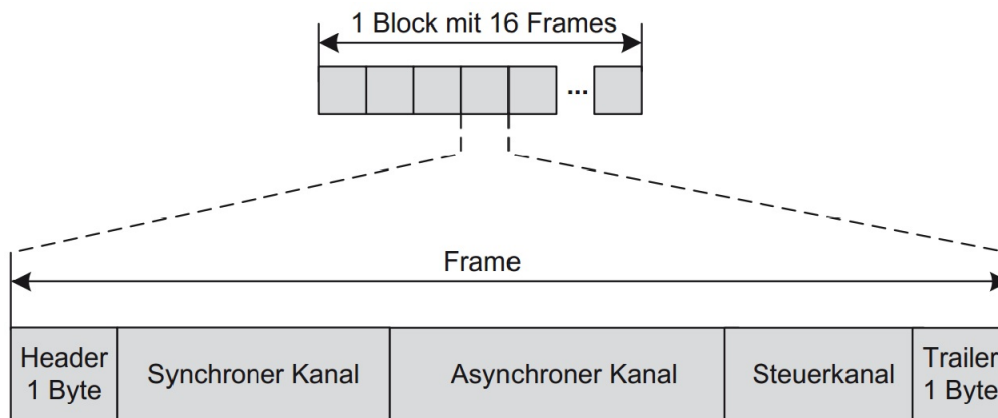 1 Block mit 16 Frames
...
Frame
Header
1 Byte
Synchroner Kanal
Asynchroner Kanal
Steuerkanal
Trailer
1 Byte